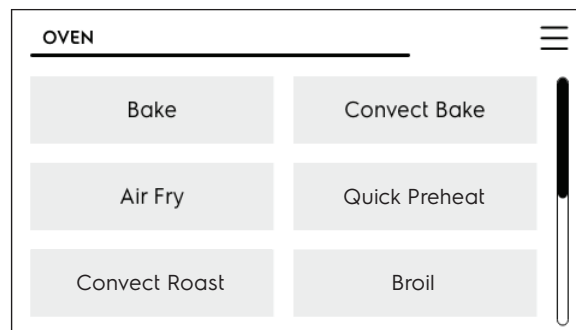 OVEN
Bake
Convect Bake
Air Fry
Quick Preheat
Convect Roast
Broil